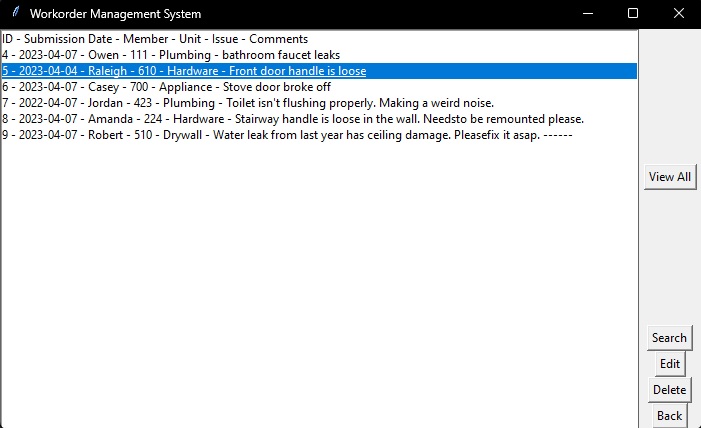 Workorder Management System
ID - Submission Date - Member - Unit - Issue - Comments
4 - 2023-04-07 - Owen - 111 - Plumbing - bathroom faucet leaks
5 - 2023-04-04 - Raleigh - 610 - Hardware - Front door handle is loose
6 - 2023-04-07 - Casey - 700 - Appliance - Stove door broke off
7 - 2022-04-07 - Jordan - 423 - Plumbing - Toilet isn't flushing properly. Making a weird noise.
8 - 2023-04-07 - Amanda - 224 - Hardware - Stairway handle is loose in the wall. Needsto be remounted please.
9 - 2023-04-07 - Robert - 510 - Drywall - Water leak from last year has ceiling damage. Pleasefix it asap. ------
View All
Search
Edit
Delete
Back